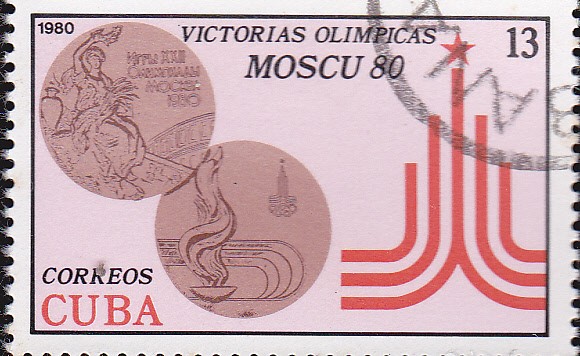 1980
VICTORIAS OLIMPICAS
13
MOSCU 80
ИГРЫ XXII
ОЛИМПИАДЫ
МОСКВА
1980
CORREOS
CUBA